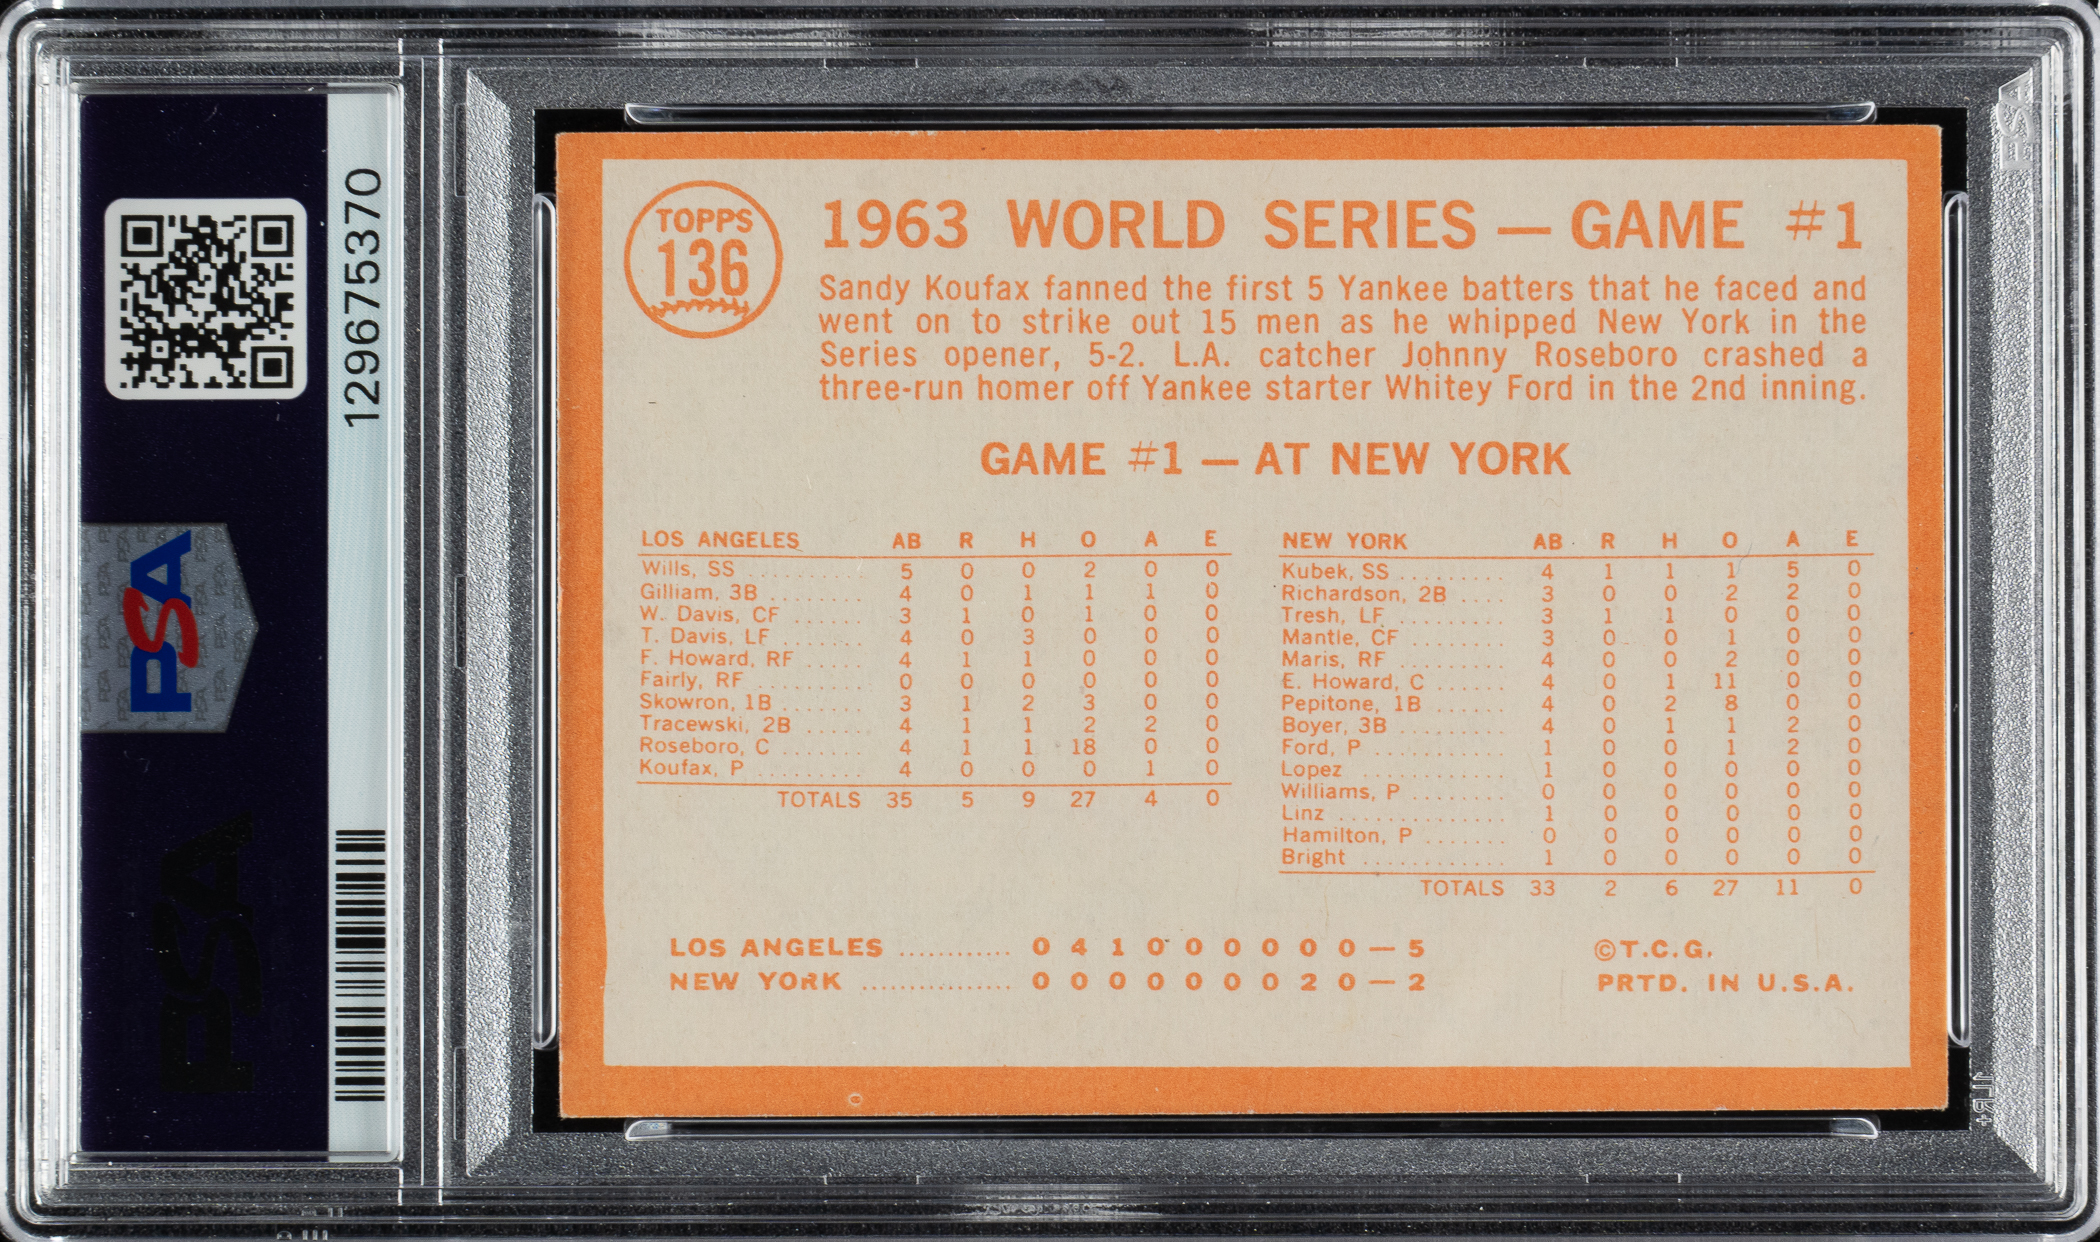 129675370
PSA
TOPPS
136
1963 WORLD SERIES — GAME #1
Sandy Koufax fanned the first 5 Yankee batters that he faced and
went on to strike out 15 men as he whipped New York in the
Series opener, 5-2. L.A. catcher Johnny Roseboro crashed a
three-run homer off Yankee starter Whitey Ford in the 2nd inning.
GAME #1 — AT NEW YORK
LOS ANGELES AB R H O A E
Wills, SS .......... 5 0 0 2 0 0
Gilliam, 3B ........ 4 0 1 1 1 0
W. Davis, CF ...... 3 1 0 1 0 0
T. Davis, LF ....... 4 0 3 0 0 0
F. Howard, RF ..... 4 1 1 0 0 0
Fairly, RF ......... 0 0 0 0 0 0
Skowron, 1B ....... 3 1 2 3 0 0
Tracewski, 2B ..... 4 1 1 2 2 0
Roseboro, C ....... 4 1 1 18 0 0
Koufax, P ......... 4 0 0 0 1 0
TOTALS 35 5 9 27 4 0
NEW YORK AB R H O A E
Kubek, SS ......... 4 1 1 1 5 0
Richardson, 2B .... 3 0 0 2 2 0
Tresh, LF ......... 3 1 1 0 0 0
Mantle, CF ........ 3 0 0 1 0 0
Maris, RF ......... 4 0 0 2 0 0
E. Howard, C ...... 4 0 1 11 0 0
Pepitone, 1B ...... 4 0 2 8 0 0
Boyer, 3B ......... 4 0 1 1 2 0
Ford, P ........... 1 0 0 1 2 0
Lopez ............ 1 0 0 0 0 0
Williams, P ........ 0 0 0 0 0 0
Linz .............. 1 0 0 0 0 0
Hamilton, P ....... 0 0 0 0 0 0
Bright ............ 1 0 0 0 0 0
TOTALS 33 2 6 27 11 0
LOS ANGELES ............ 0 4 1 0 0 0 0 0 0 — 5
NEW YORK ................ 0 0 0 0 0 0 0 2 0 — 2
©T.C.G.
PRTD. IN U.S.A.
PSA
PSA